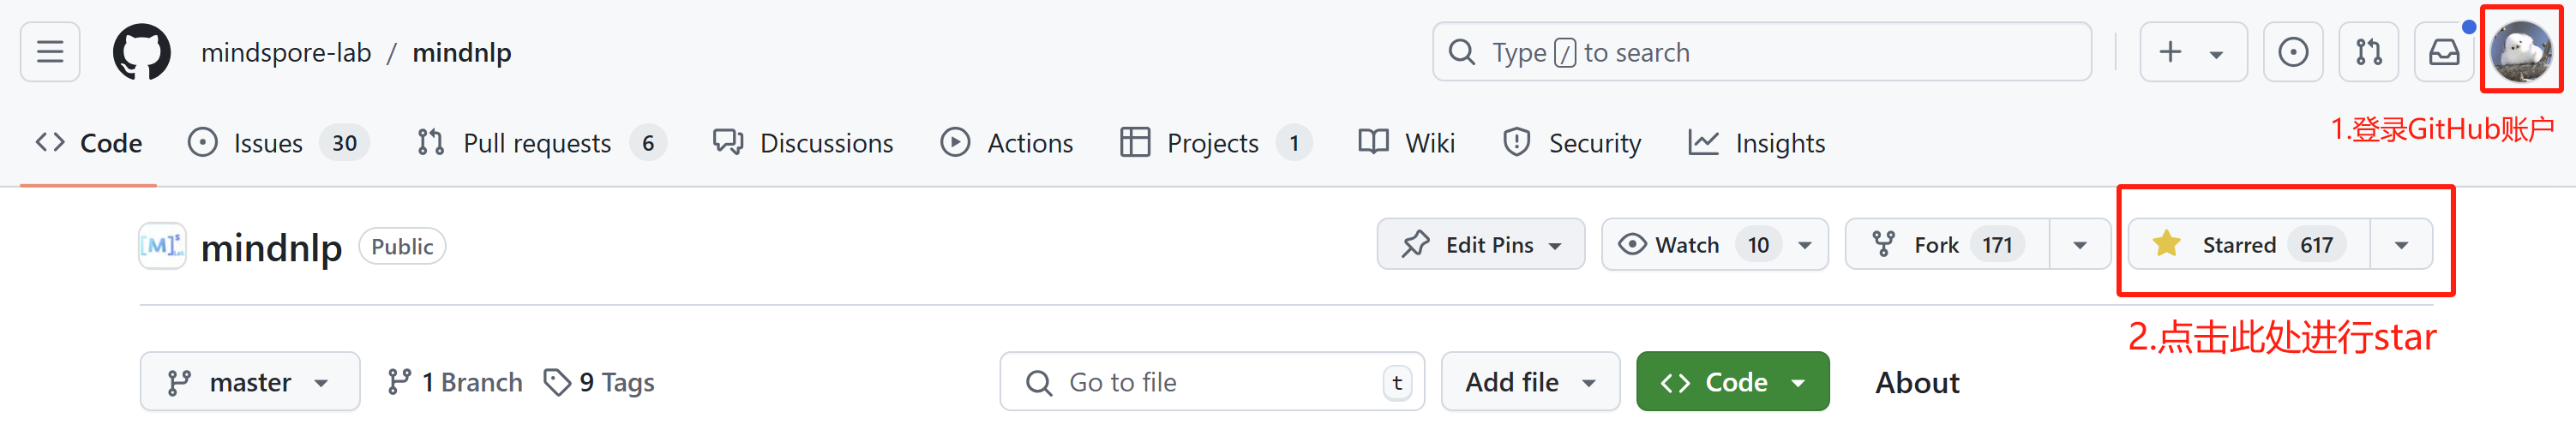 mindspore-lab / mindnlp
Type / to search
1.登录GitHub账户
Code
Issues 30
Pull requests 6
Discussions
Actions
Projects 1
Wiki
Security
Insights
mindnlp Public
Edit Pins
Watch 10
Fork 171
Starred 617
2.点击此处进行star
master
1 Branch
9 Tags
Go to file t
Add file
Code
About